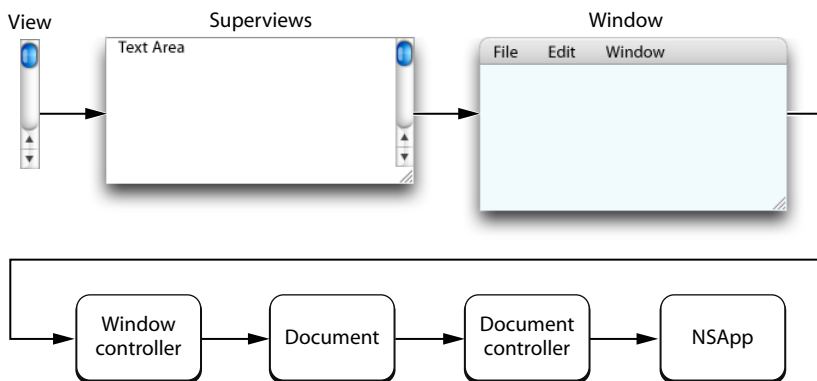 View
Superviews
Window
Text Area
File Edit Window
Window
controller
Document
Document
controller
NSApp